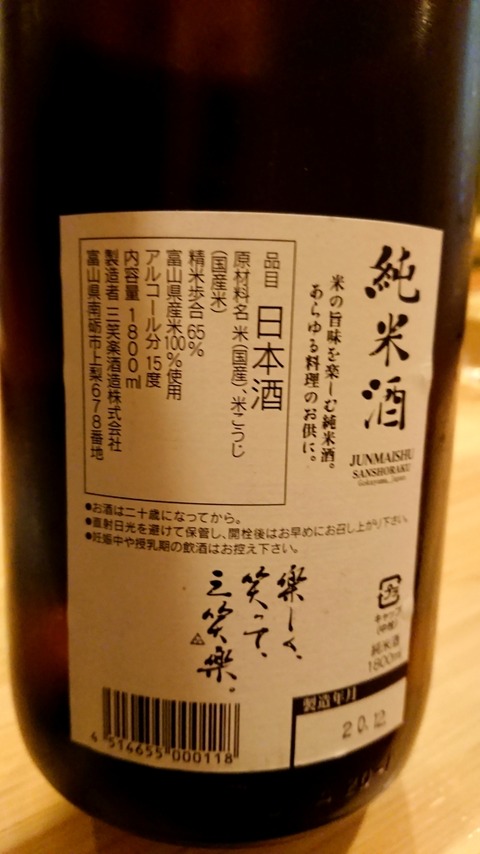 純米酒
JUNMAISHU
SANSHORAKU
Gokayama, Japan
米の旨味を楽しむ純米酒。
あらゆる料理のお供に。
品目 日本酒
原材料名 米(国産)、米こうじ
(国産米)
精米歩合 65%
富山県産米100%使用
アルコール分 15度
内容量 1800ml
製造者 三笑楽酒造株式会社
富山県南砺市上梨678番地
●お酒は二十歳になってから。
●直射日光を避けて保管し、開栓後はお早めにお召し上がり下さい。
●妊娠中や授乳期の飲酒はお控え下さい。
楽しく、
笑って、
三笑楽。
キャップ
(中栓)
純米酒
1800ml
製造年月
20.12
4 514655 000118